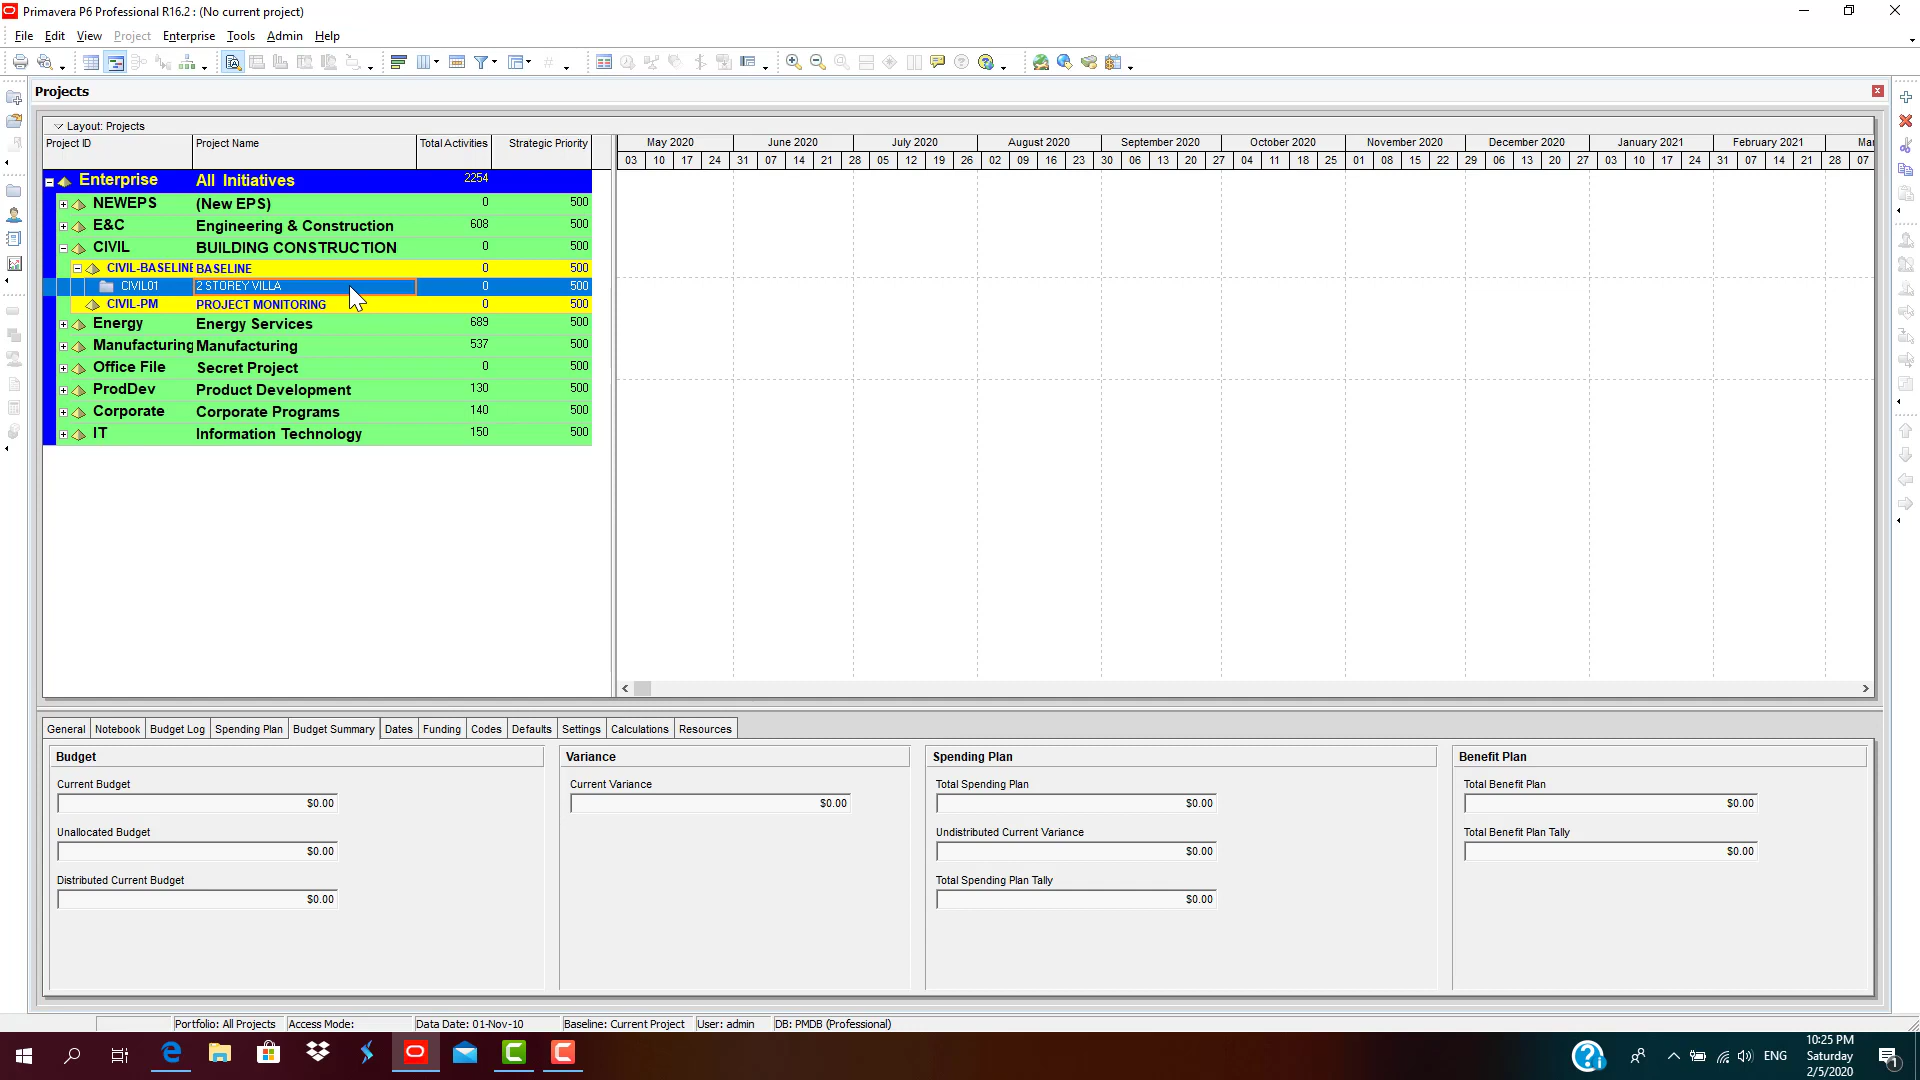 Primavera P6 Professional R16.2 : (No current project)
File Edit View Project Enterprise Tools Admin Help
Projects
Layout: Projects
Project ID Project Name Total Activities Strategic Priority
May 2020 June 2020 July 2020 August 2020 September 2020 October 2020 November 2020 December 2020 January 2021 February 2021 Mar
03 10 17 24 31 07 14 21 28 05 12 19 26 02 09 16 23 30 06 13 20 27 04 11 18 25 01 08 15 22 29 06 13 20 27 03 10 17 24 31 07 14 21 28 07
Enterprise All Initiatives 2254
NEWEPS (New EPS) 0 500
E&C Engineering & Construction 608 500
CIVIL BUILDING CONSTRUCTION 0 500
CIVIL-BASELINE BASELINE 0 500
CIVIL01 2 STOREY VILLA 0 500
CIVIL-PM PROJECT MONITORING 0 500
Energy Energy Services 689 500
Manufacturing Manufacturing 537 500
Office File Secret Project 0 500
ProdDev Product Development 130 500
Corporate Corporate Programs 140 500
IT Information Technology 150 500
General Notebook Budget Log Spending Plan Budget Summary Dates Funding Codes Defaults Settings Calculations Resources
Budget Variance Spending Plan Benefit Plan
Current Budget Current Variance Total Spending Plan Total Benefit Plan
$0.00 $0.00 $0.00 $0.00
Unallocated Budget Undistributed Current Variance Total Benefit Plan Tally
$0.00 $0.00 $0.00
Distributed Current Budget Total Spending Plan Tally
$0.00 $0.00
Portfolio: All Projects Access Mode: Data Date: 01-Nov-10 Baseline: Current Project User: admin DB: PMDB (Professional)
ENG
10:25 PM
Saturday
2/5/2020
1